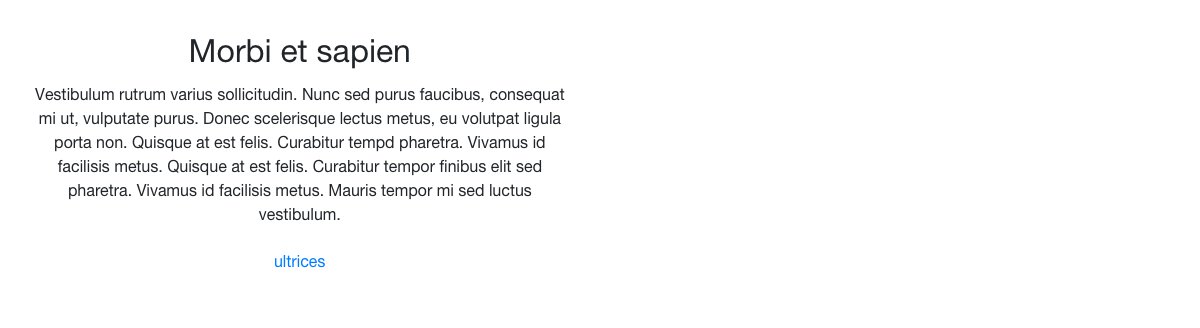 Morbi et sapien
Vestibulum rutrum varius sollicitudin. Nunc sed purus faucibus, consequat
mi ut, vulputate purus. Donec scelerisque lectus metus, eu volutpat ligula
porta non. Quisque at est felis. Curabitur tempd pharetra. Vivamus id
facilisis metus. Quisque at est felis. Curabitur tempor finibus elit sed
pharetra. Vivamus id facilisis metus. Mauris tempor mi sed luctus
vestibulum.
ultrices